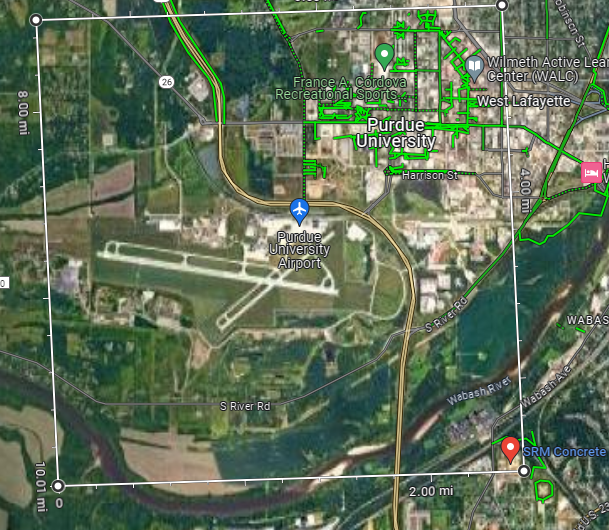 26
France A. Córdova
Recreational Sports...
Wilmeth Active Lear
Center (WALC)
West Lafayette
Purdue
University
Harrison St
8.00 mi
4.00 mi
Purdue
University
Airport
S River Rd
WABAS
Wabash River
Wabash Ave
S River Rd
SRM Concrete
10.01 mi
0
2.00 mi